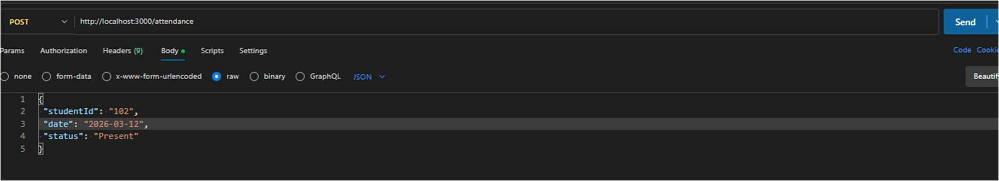 POST http://localhost:3000/attendance Send
Params Authorization Headers (9) Body Scripts Settings Code Cookie
none form-data x-www-form-urlencoded raw binary GraphQL JSON Beautify
1 {
2 "studentId": "102",
3 "date": "2026-03-12",
4 "status": "Present"
5 }